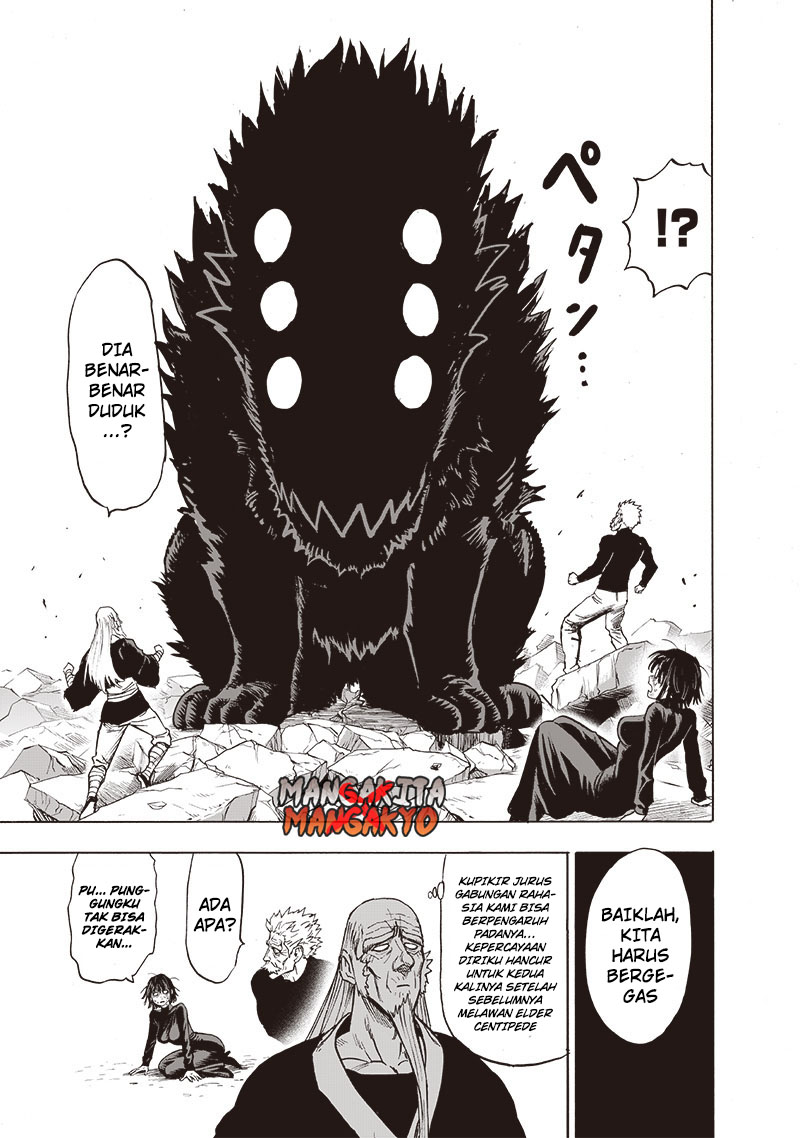 !?
ペタン...
DIA
BENAR-
BENAR
DUDUK
...?
MANGAKITA
MANGAKYO
BAIKLAH,
KITA
HARUS
BERGE-
GAS
KUPIKIR JURUS
GABUNGAN RAHA-
SIA KAMI BISA
BERPENGARUH
PADANYA...
KEPERCAYAAN
DIRIKU HANCUR
UNTUK KEDUA
KALINYA SETELAH
SEBELUMNYA
MELAWAN ELDER
CENTIPEDE
ADA
APA?
PU... PUNG-
GUNGKU
TAK BISA
DIGERAK-
KAN...